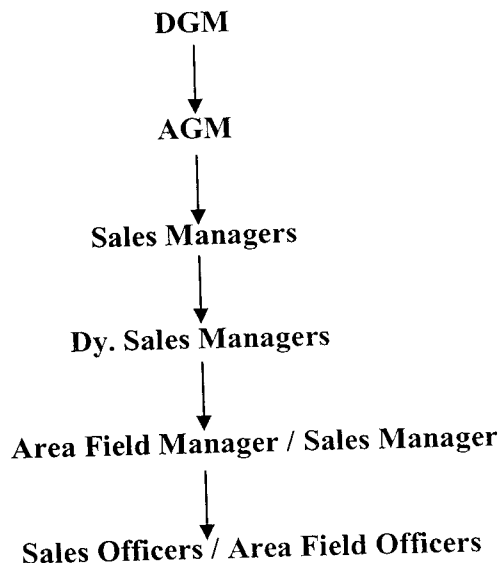 DGM
AGM
Sales Managers
Dy. Sales Managers
Area Field Manager / Sales Manager
Sales Officers / Area Field Officers